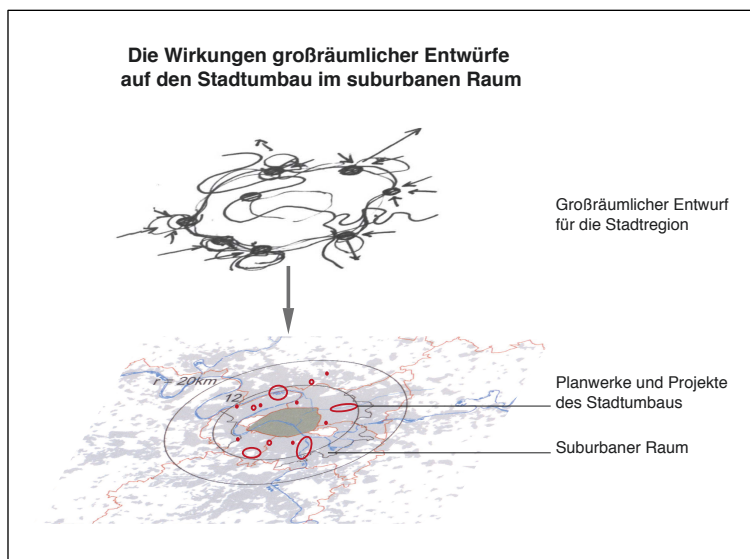 Die Wirkungen großräumlicher Entwürfe
auf den Stadtumbau im suburbanen Raum
Großräumlicher Entwurf
für die Stadtregion
r = 20km
12
Planwerke und Projekte
des Stadtumbaus
Suburbaner Raum